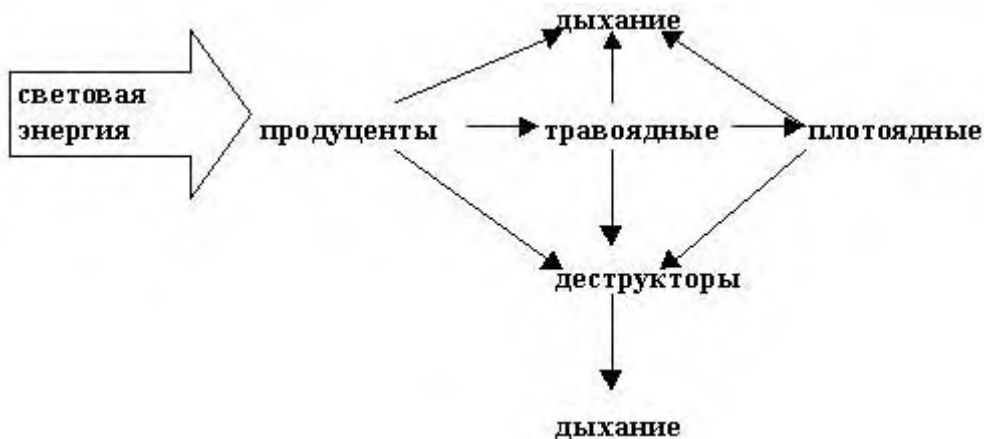 дыхание
световая
энергия
продуценты
травоядные
плотоядные
деструкторы
дыхание